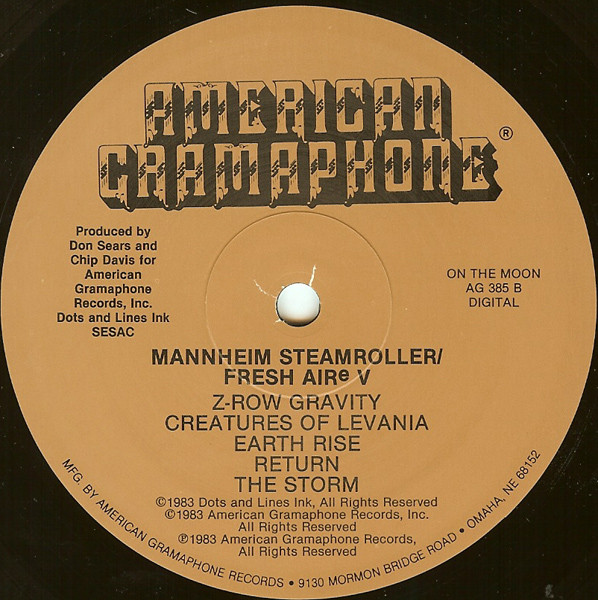 AMERICAN
GRAMAPHONE
®
Produced by
Don Sears and
Chip Davis for
American
Gramaphone
Records, Inc.
Dots and Lines Ink
SESAC
ON THE MOON
AG 385 B
DIGITAL
MANNHEIM STEAMROLLER/
FRESH AIRe V
Z-ROW GRAVITY
CREATURES OF LEVANIA
EARTH RISE
RETURN
THE STORM
©1983 Dots and Lines Ink, All Rights Reserved
©1983 American Gramaphone Records, Inc.
All Rights Reserved
℗1983 American Gramaphone Records,
All Rights Reserved
MFG. BY AMERICAN GRAMAPHONE RECORDS • 9130 MORMON BRIDGE ROAD • OMAHA, NE 68152